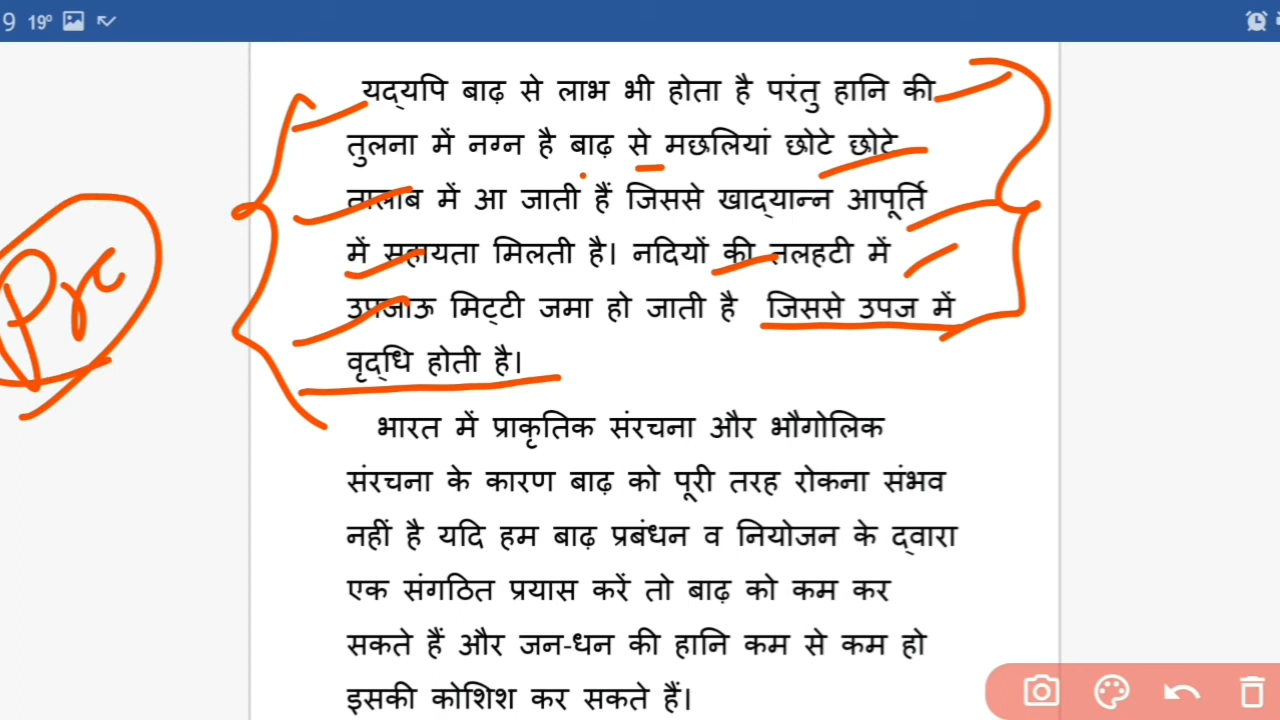 9 19°
यद्यपि बाढ़ से लाभ भी होता है परंतु हानि की
तुलना में नग्न है बाढ़ से मछलियां छोटे छोटे
तालाब में आ जाती हैं जिससे खाद्यान्न आपूर्ति
में सहायता मिलती है। नदियों की तलहटी में
उपजाऊ मिट्टी जमा हो जाती है जिससे उपज में
वृद्धि होती है।
भारत में प्राकृतिक संरचना और भौगोलिक
संरचना के कारण बाढ़ को पूरी तरह रोकना संभव
नहीं है यदि हम बाढ़ प्रबंधन व नियोजन के द्वारा
एक संगठित प्रयास करें तो बाढ़ को कम कर
सकते हैं और जन-धन की हानि कम से कम हो
इसकी कोशिश कर सकते हैं।